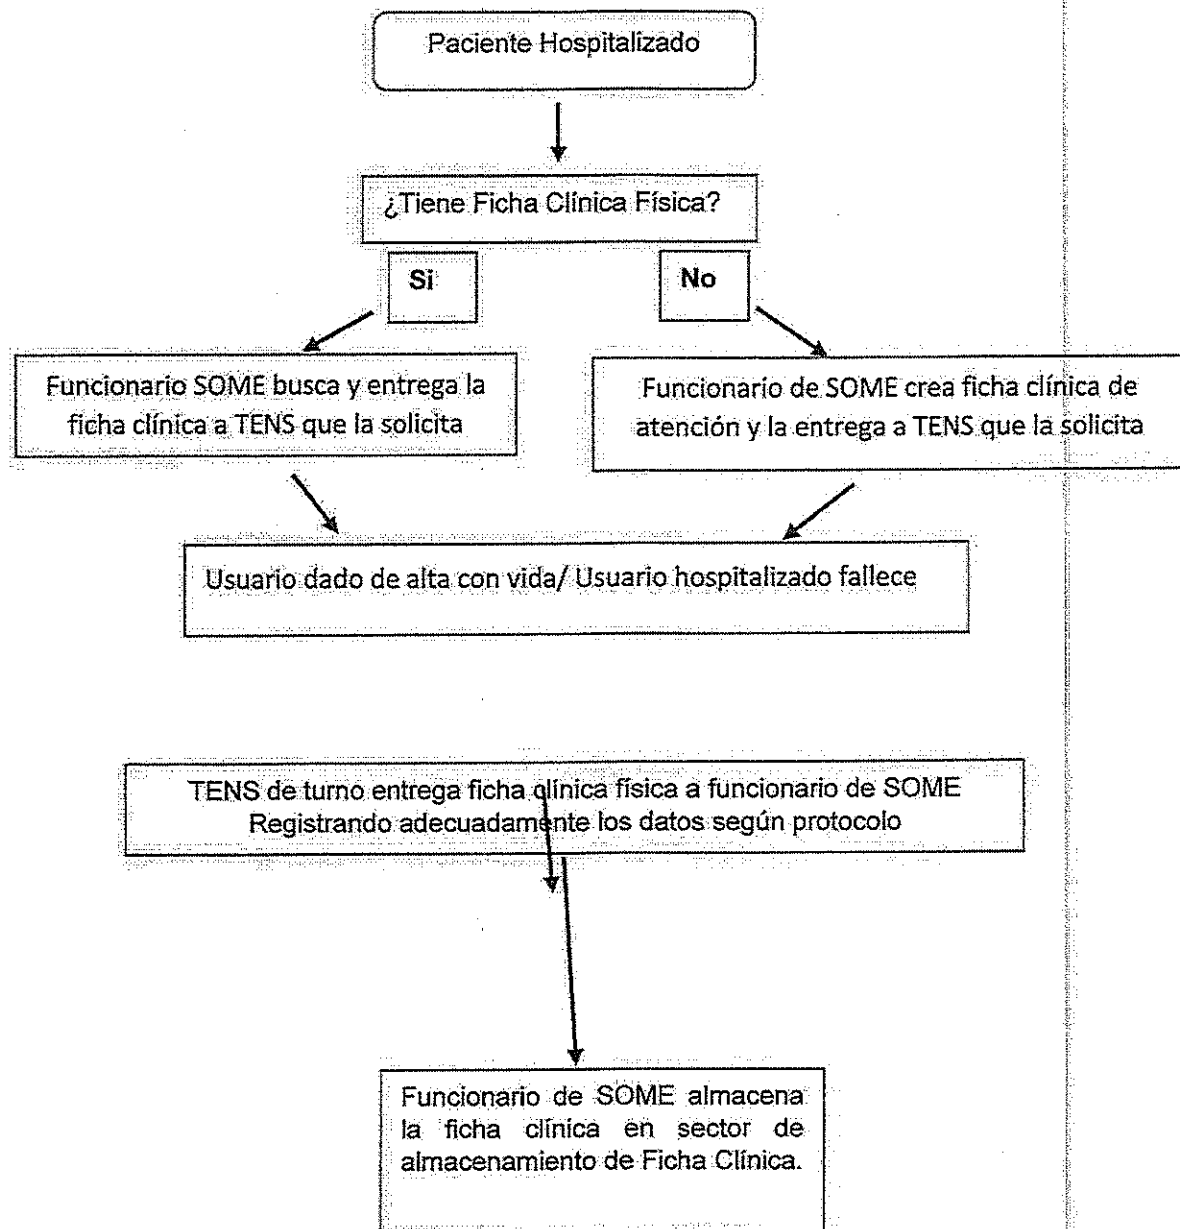 Paciente Hospitalizado
¿Tiene Ficha Clínica Física?
Si
No
Funcionario SOME busca y entrega la
ficha clínica a TENS que la solicita
Funcionario de SOME crea ficha clínica de
atención y la entrega a TENS que la solicita
Usuario dado de alta con vida/ Usuario hospitalizado fallece
TENS de turno entrega ficha clínica física a funcionario de SOME
Registrando adecuadamente los datos según protocolo
Funcionario de SOME almacena
la ficha clínica en sector de
almacenamiento de Ficha Clínica.